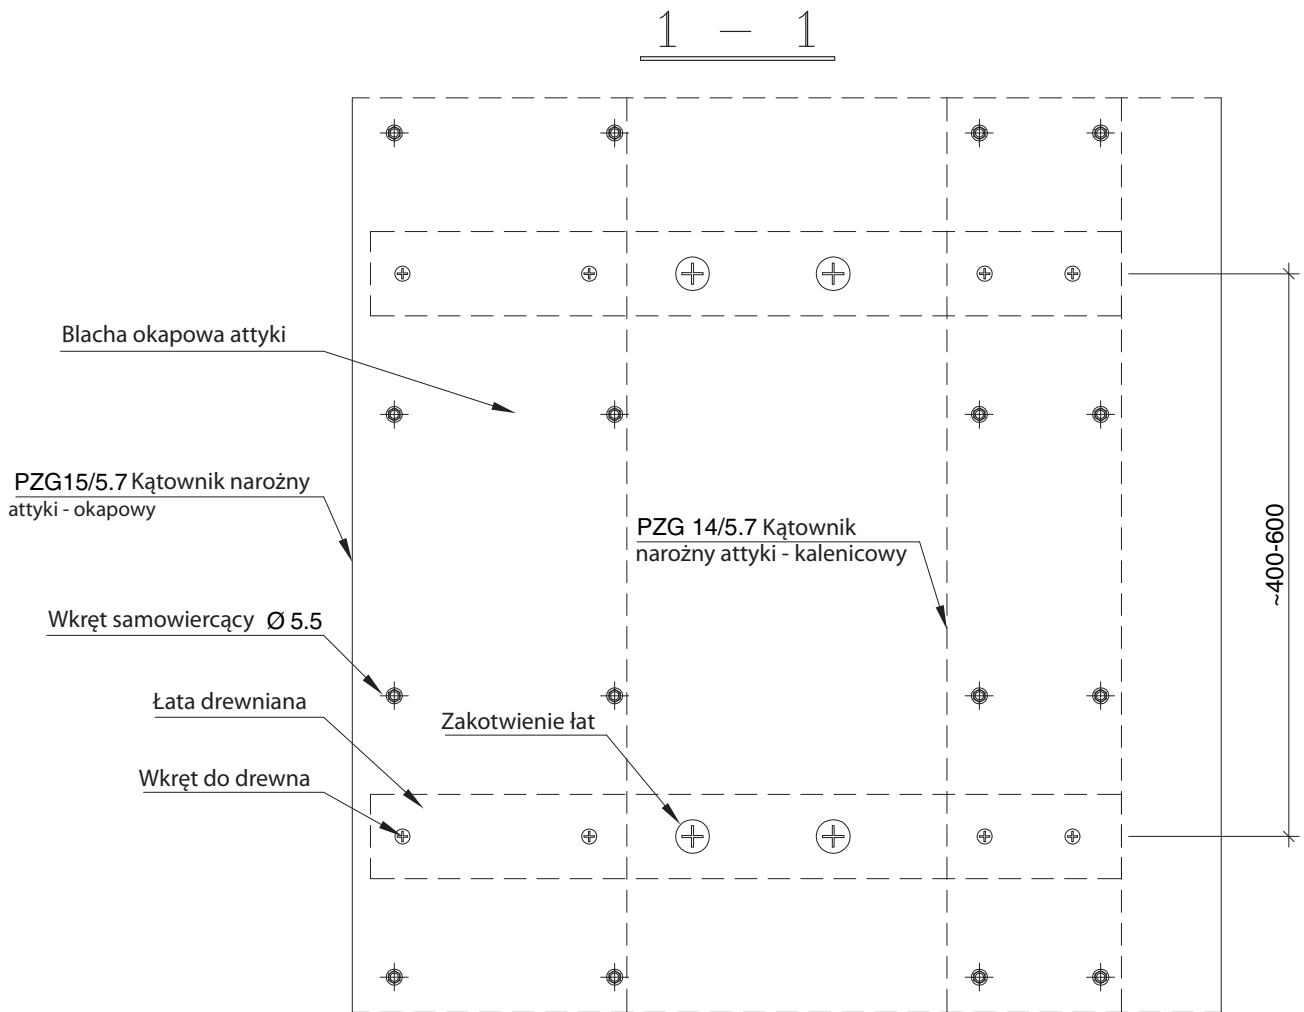 1 – 1
Blacha okapowa attyki
PZG15/5.7 Kątownik narożny
attyki - okapowy
PZG 14/5.7 Kątownik
narożny attyki - kalenicowy
~400-600
Wkręt samowiercący Ø 5.5
Łata drewniana
Zakotwienie łat
Wkręt do drewna